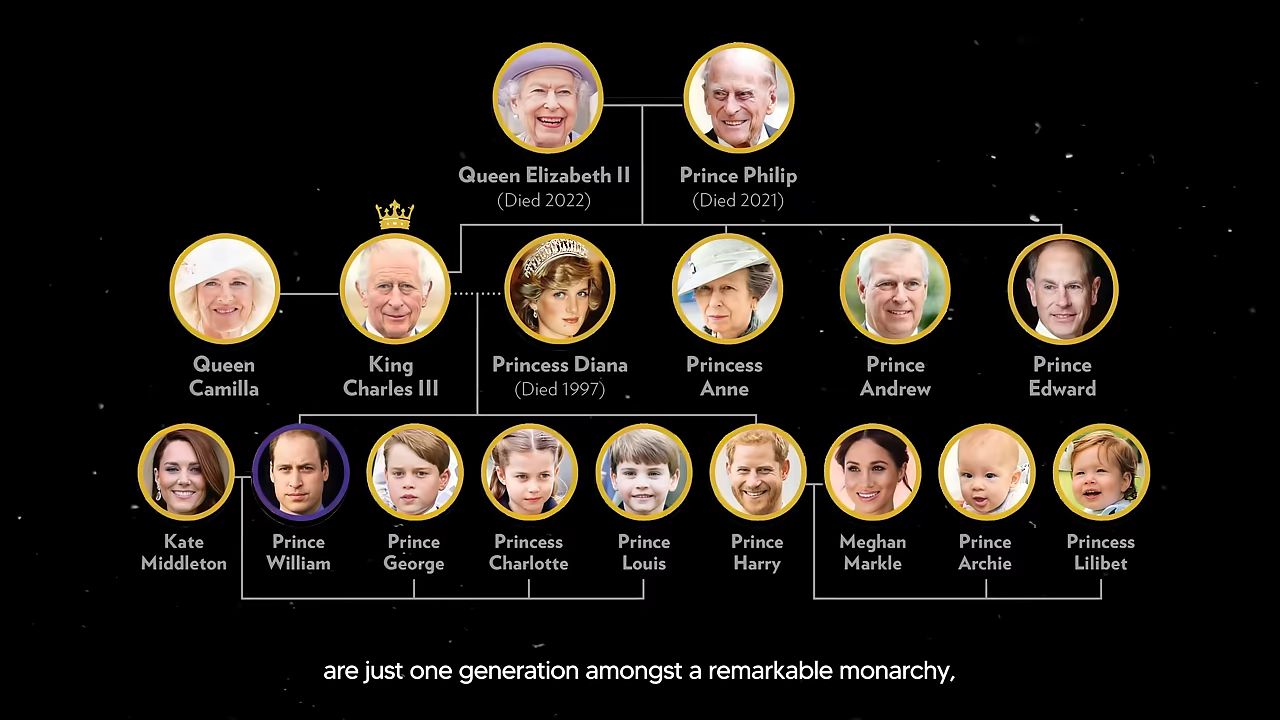 Queen Elizabeth II
(Died 2022)
Prince Philip
(Died 2021)
Queen
Camilla
King
Charles III
Princess Diana
(Died 1997)
Princess
Anne
Prince
Andrew
Prince
Edward
Kate
Middleton
Prince
William
Prince
George
Princess
Charlotte
Prince
Louis
Prince
Harry
Meghan
Markle
Prince
Archie
Princess
Lilibet
are just one generation amongst a remarkable monarchy,